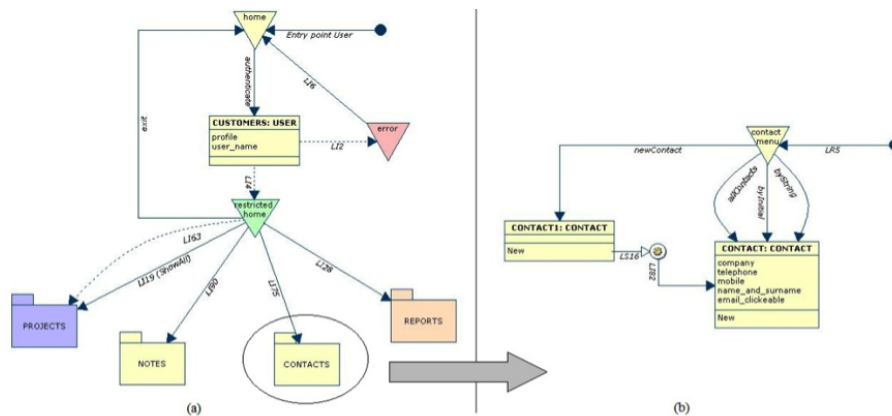 home
Entry point User
authenticate
exit
LI6
CUSTOMERS: USER
profile
user_name
LI2
error
LI4
restricted
home
LI63
LI19 (ShowAll)
LI60
LI75
LI28
PROJECTS
NOTES
CONTACTS
REPORTS
(a)
contact
menu
newContact
LR5
allContacts
byInitial
byString
CONTACT1: CONTACT
New
LS16
LI82
CONTACT: CONTACT
company
telephone
mobile
name_and_surname
email_clickeable
New
(b)